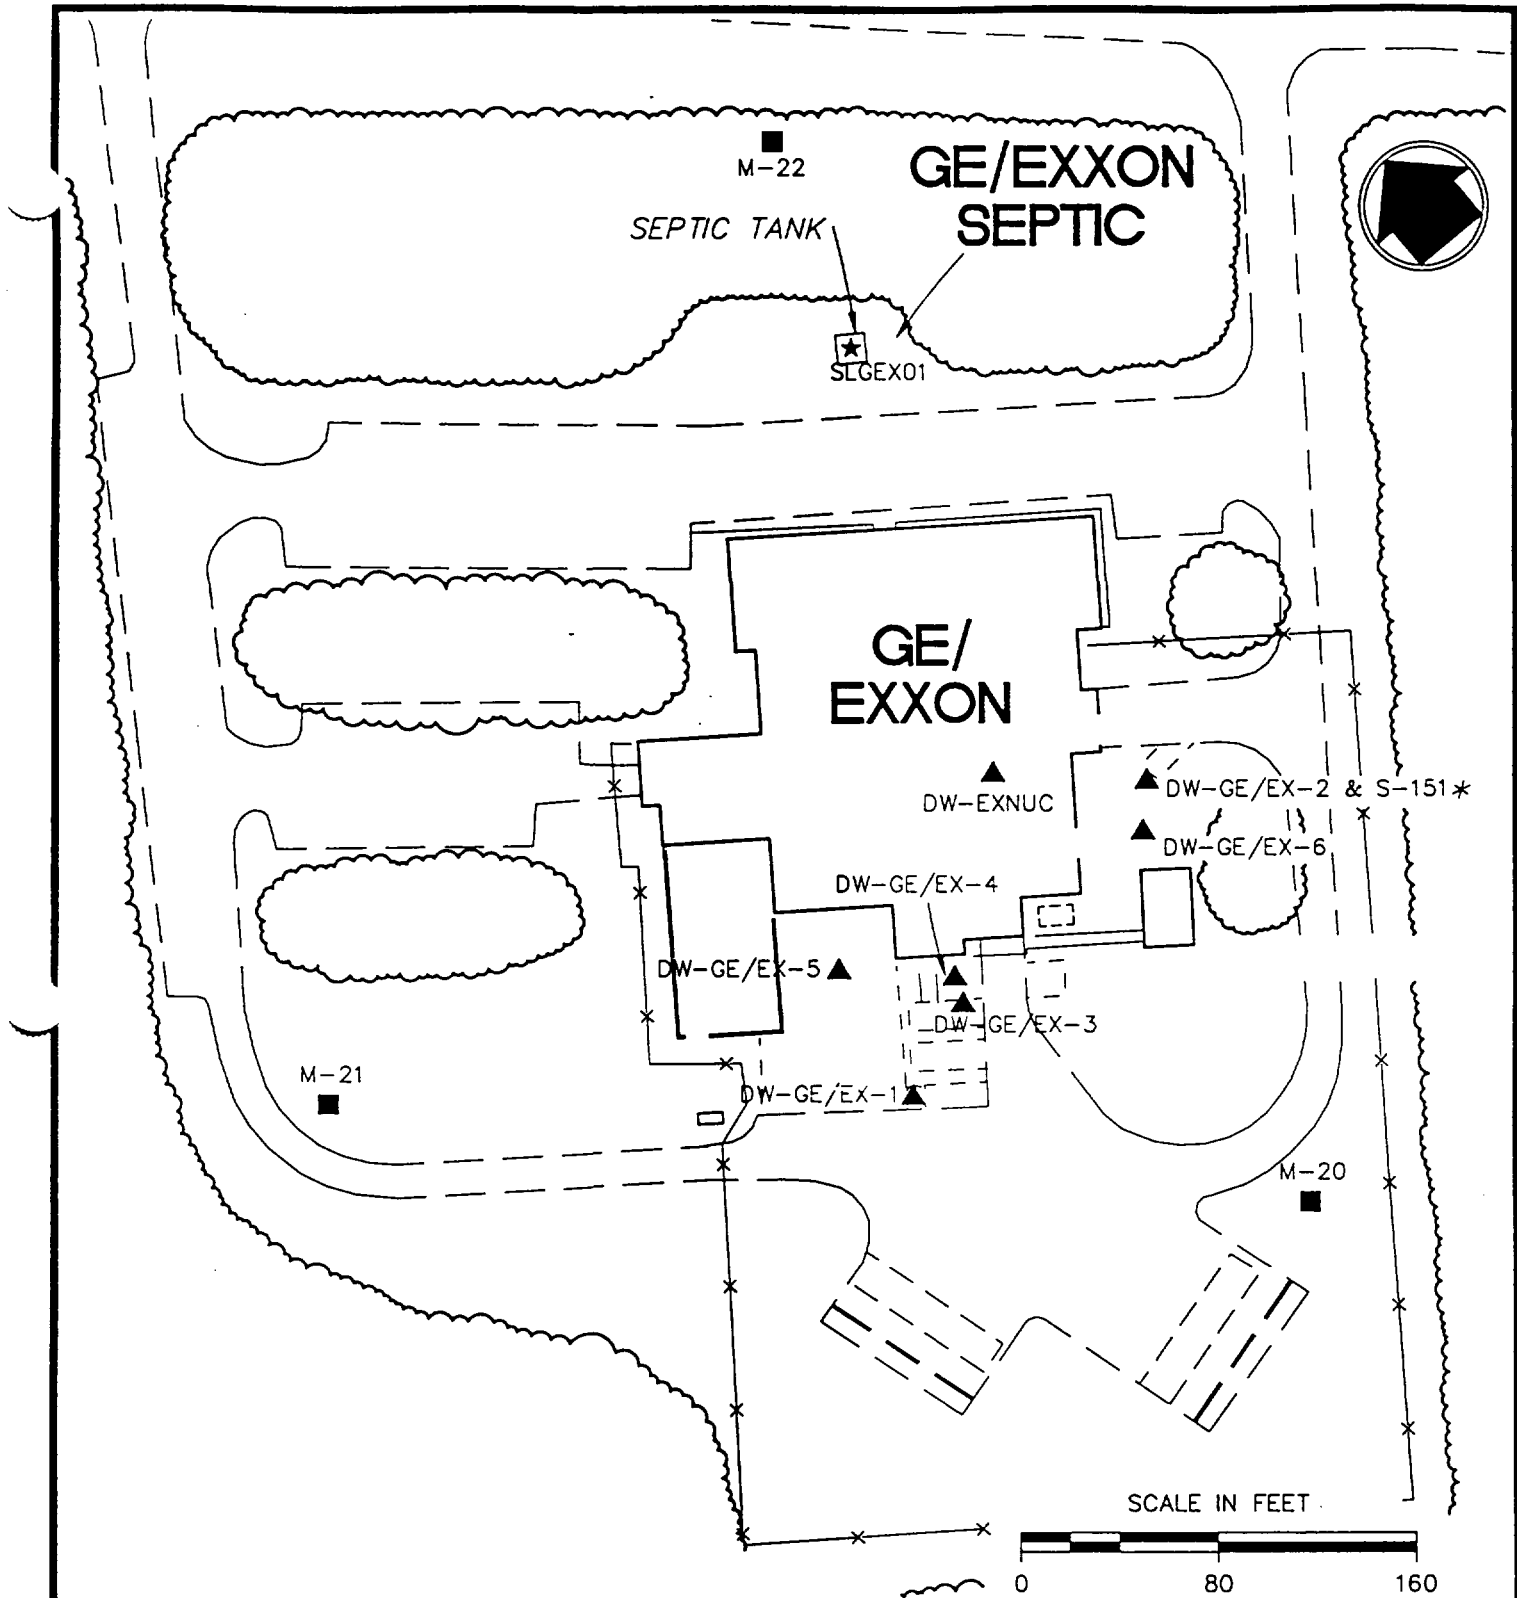 M-22
GE/EXXON
SEPTIC
SEPTIC TANK
SLGEX01
GE/
EXXON
DW-EXNUC
DW-GE/EX-2 & S-151*
DW-GE/EX-6
DW-GE/EX-4
DW-GE/EX-5
DW-GE/EX-3
M-21
DW-GE/EX-1
M-20
SCALE IN FEET
0 80 160